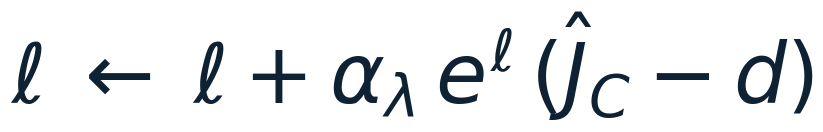 ℓ ← ℓ + α_λ e^ℓ (Ĵ_C − d)